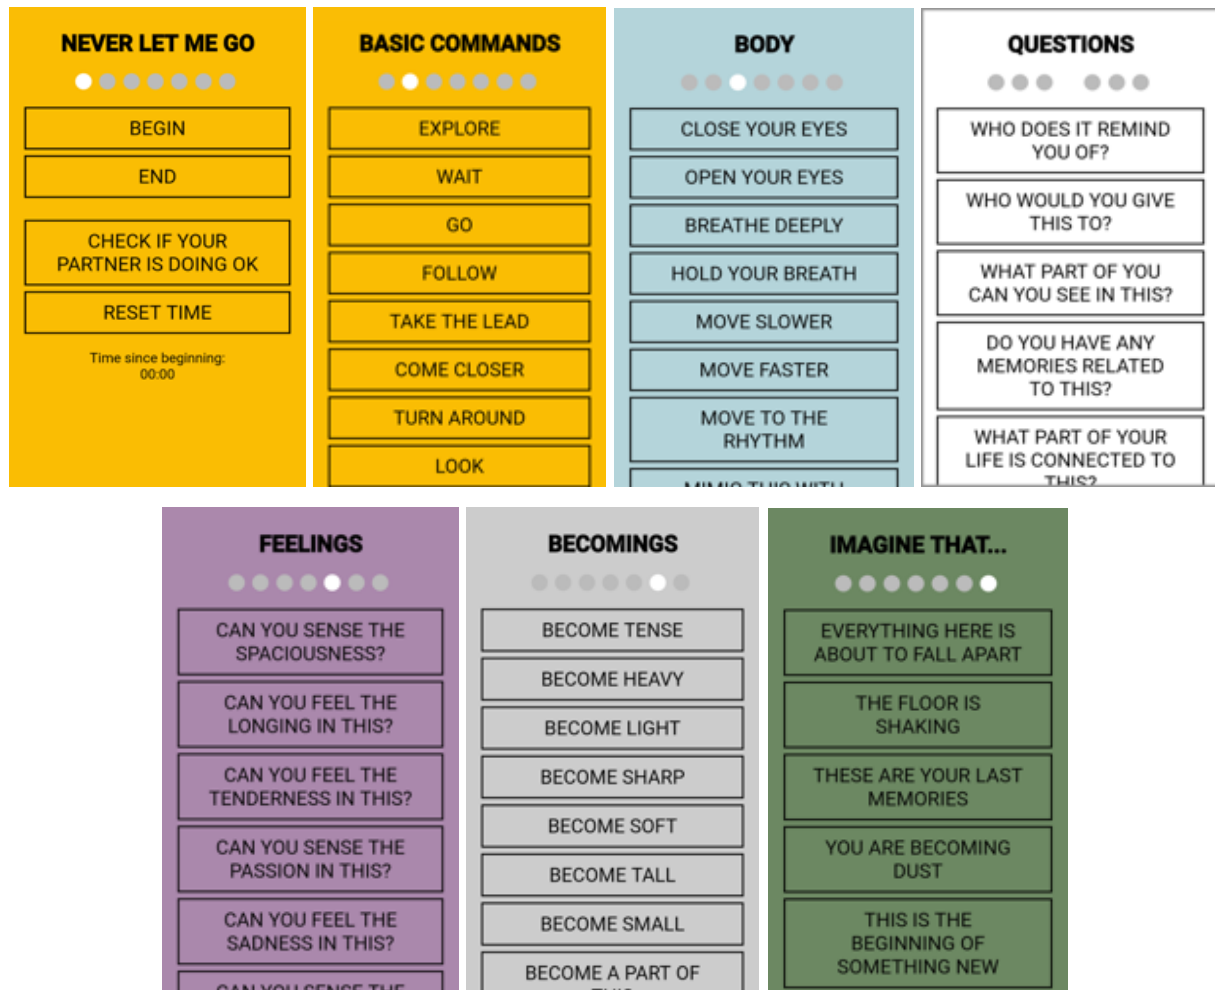 NEVER LET ME GO
BEGIN
END
CHECK IF YOUR
PARTNER IS DOING OK
RESET TIME
Time since beginning:
00:00
BASIC COMMANDS
EXPLORE
WAIT
GO
FOLLOW
TAKE THE LEAD
COME CLOSER
TURN AROUND
LOOK
BODY
CLOSE YOUR EYES
OPEN YOUR EYES
BREATHE DEEPLY
HOLD YOUR BREATH
MOVE SLOWER
MOVE FASTER
MOVE TO THE
RHYTHM
MIMIC THIS WITH
QUESTIONS
WHO DOES IT REMIND
YOU OF?
WHO WOULD YOU GIVE
THIS TO?
WHAT PART OF YOU
CAN YOU SEE IN THIS?
DO YOU HAVE ANY
MEMORIES RELATED
TO THIS?
WHAT PART OF YOUR
LIFE IS CONNECTED TO
THIS?
FEELINGS
CAN YOU SENSE THE
SPACIOUSNESS?
CAN YOU FEEL THE
LONGING IN THIS?
CAN YOU FEEL THE
TENDERNESS IN THIS?
CAN YOU SENSE THE
PASSION IN THIS?
CAN YOU FEEL THE
SADNESS IN THIS?
CAN YOU SENSE THE
BECOMINGS
BECOME TENSE
BECOME HEAVY
BECOME LIGHT
BECOME SHARP
BECOME SOFT
BECOME TALL
BECOME SMALL
BECOME A PART OF
THIS
IMAGINE THAT...
EVERYTHING HERE IS
ABOUT TO FALL APART
THE FLOOR IS
SHAKING
THESE ARE YOUR LAST
MEMORIES
YOU ARE BECOMING
DUST
THIS IS THE
BEGINNING OF
SOMETHING NEW